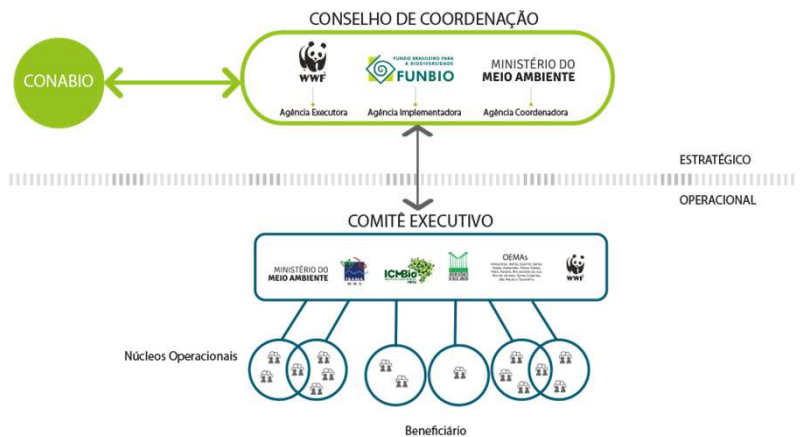 CONSELHO DE COORDENAÇÃO
CONABIO
WWF
FUNDO BRASILEIRO PARA
A BIODIVERSIDADE
FUNBIO
MINISTÉRIO DO
MEIO AMBIENTE
Agência Executora
Agência Implementadora
Agência Coordenadora
ESTRATÉGICO
OPERACIONAL
COMITÊ EXECUTIVO
MINISTÉRIO DO
MEIO AMBIENTE
IBAMA
M M A
ICMBio
OEMAs
WWF
Núcleos Operacionais
Beneficiário